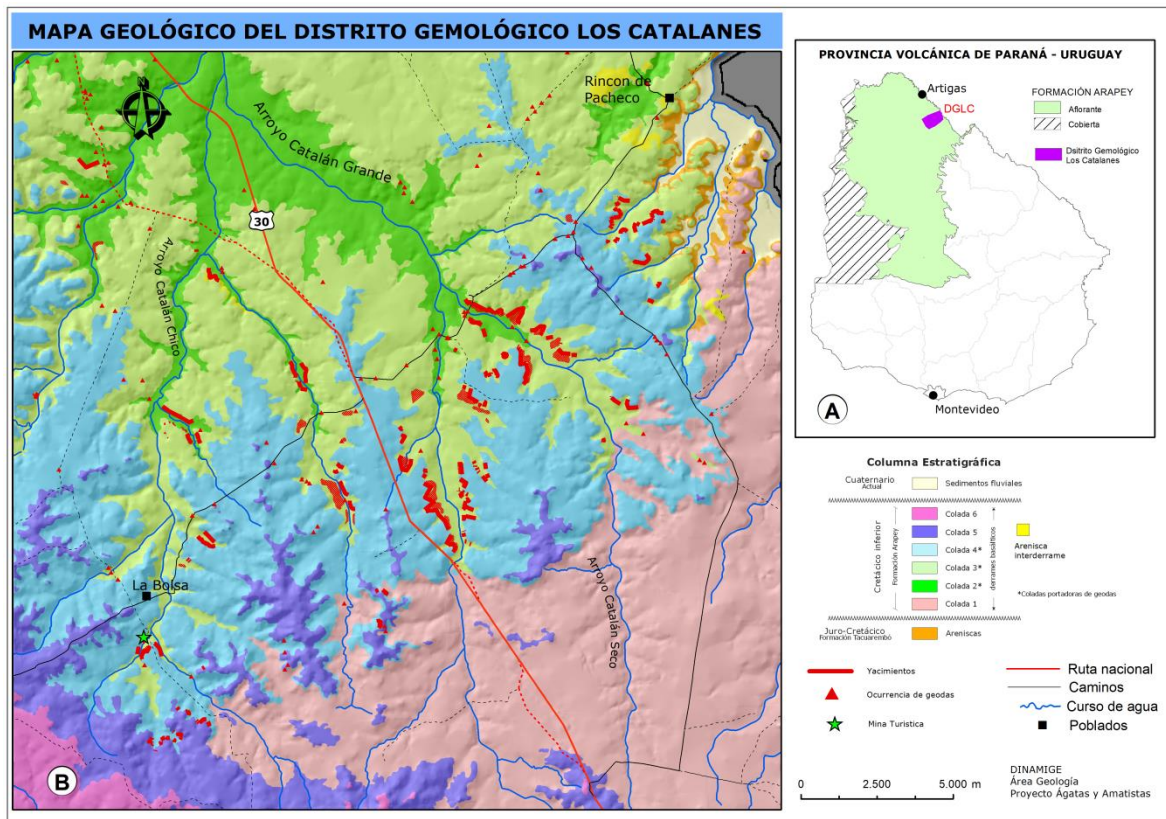 MAPA GEOLÓGICO DEL DISTRITO GEMOLÓGICO LOS CATALANES
Rincon de
Pacheco
Arroyo Catalán Grande
30
Arroyo Catalán Chico
La Bolsa
Arroyo Catalán Seco
B
PROVINCIA VOLCÁNICA DE PARANÁ - URUGUAY
Artigas
DGLC
FORMACIÓN ARAPEY
Aflorante
Cobierta
Dsitrito Gemológico
Los Catalanes
A
Montevideo
Columna Estratigráfica
Cuaternario
Actual
Sedimentos fluviales
Cretácico inferior
Formación Arapey
Colada 6
Colada 5
Colada 4*
Colada 3*
Colada 2*
Colada 1
derrames basálticos
Arenisca
interderrame
*Coladas portadoras de geodas
Juro-Cretácico
Formación Tacuarembó
Areniscas
Yacimientos
Ocurrencia de geodas
Mina Turistica
Ruta nacional
Caminos
Curso de agua
Poblados
0 2.500 5.000 m
DINAMIGE
Área Geología
Proyecto Ágatas y Amatistas